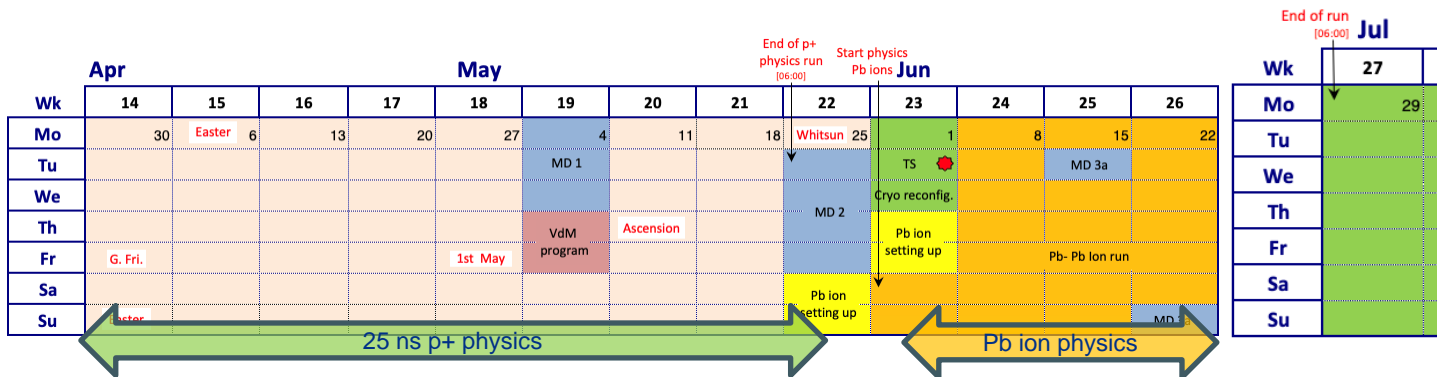 End of run
[06:00]
Jul
End of p+
physics run
[06:00]
Start physics
Pb ions
Apr
May
Jun
Wk 27
Wk 14 15 16 17 18 19 20 21 22 23 24 25 26
Mo 30 Easter 6 13 20 27 4 11 18 Whitsun 25 1 8 15 22
Mo 29
Tu MD 1 TS MD 3a
Tu
We Cryo reconfig.
We
MD 2
Th VdM Ascension Pb ion
program setting up
Th
Fr G. Fri. 1st May Pb- Pb Ion run
Fr
Sa Pb ion
setting up
Sa
Su MD
Su
25 ns p+ physics
Pb ion physics